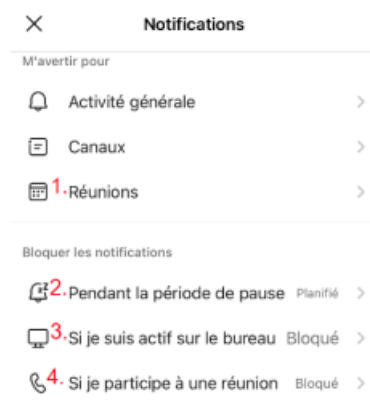 Notifications
M'avertir pour
Activité générale
Canaux
1. Réunions
Bloquer les notifications
2. Pendant la période de pause Planifié
3. Si je suis actif sur le bureau Bloqué
4. Si je participe à une réunion Bloqué